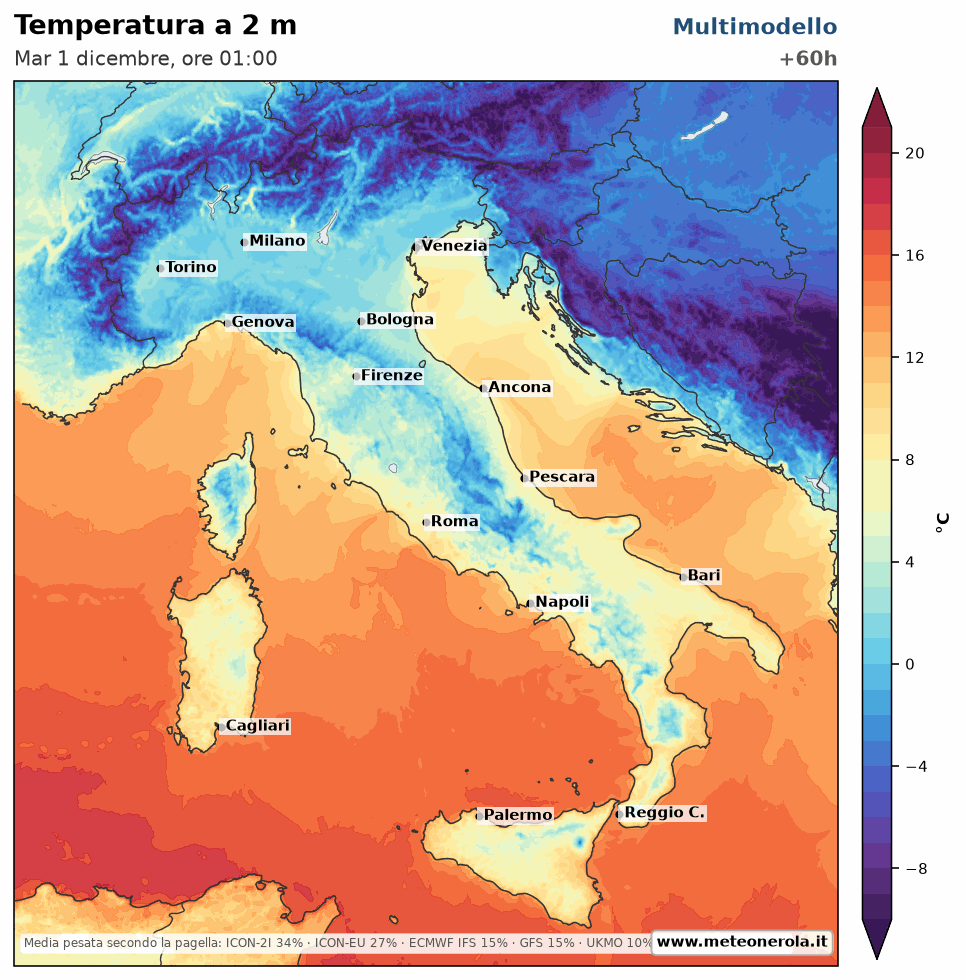 Temperatura a 2 m
Multimodello
Mar 1 dicembre, ore 01:00
+60h
Milano
Venezia
Torino
Genova
Bologna
Firenze
Ancona
Pescara
Roma
Bari
Napoli
Cagliari
Palermo
Reggio C.
20
16
12
8
4
0
−4
−8
°C
Media pesata secondo la pagella: ICON-2I 34% · ICON-EU 27% · ECMWF IFS 15% · GFS 15% · UKMO 10%
www.meteonerola.it